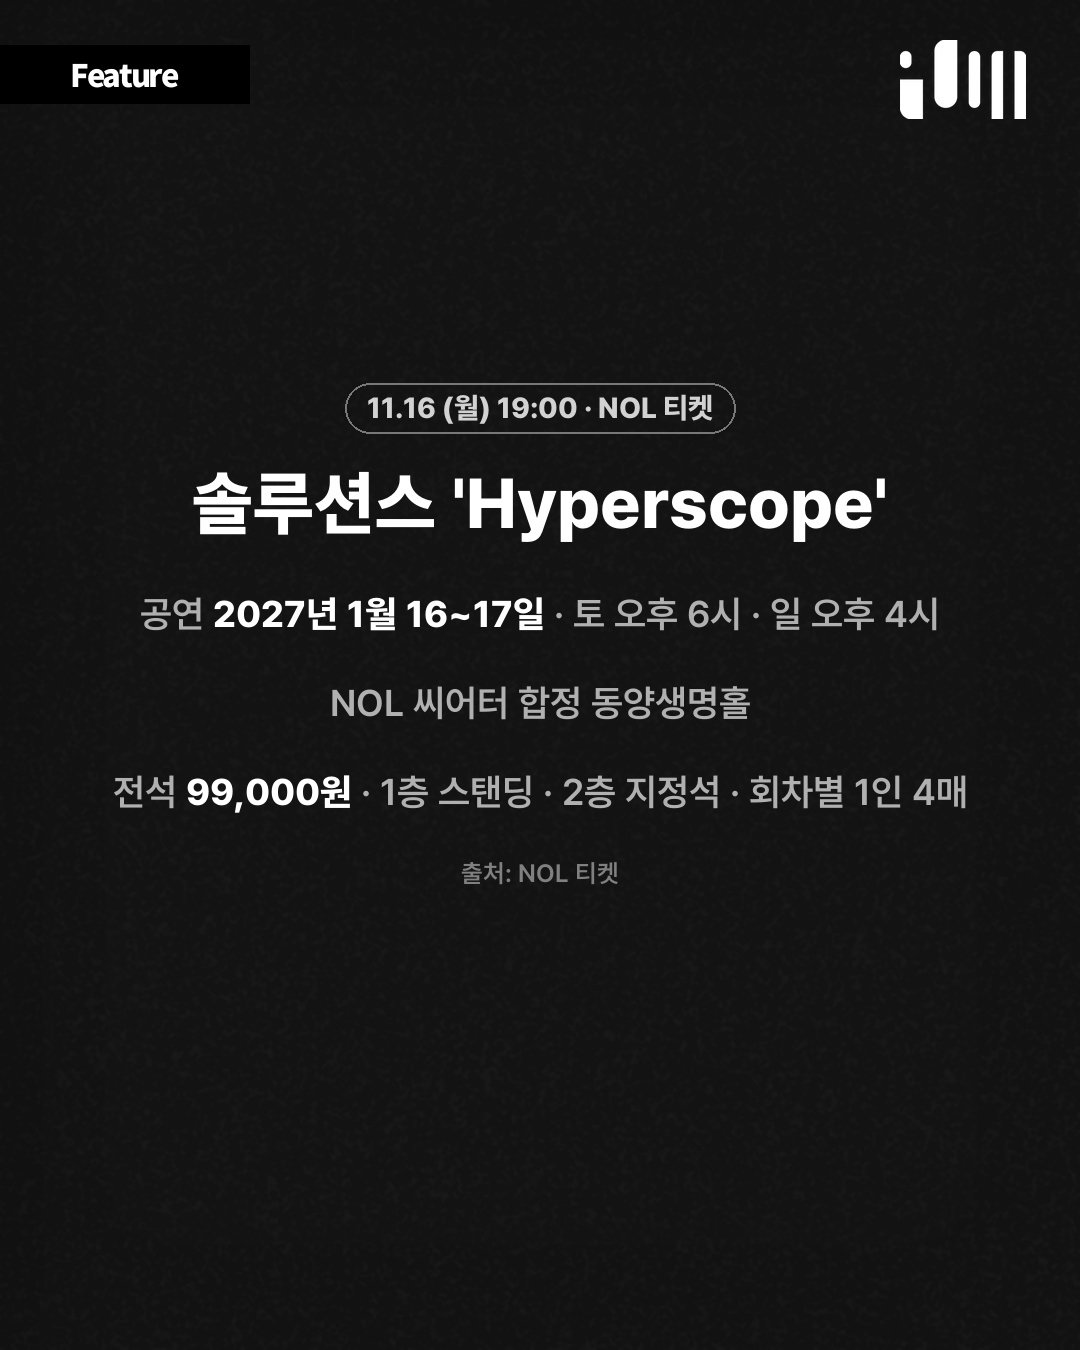 Feature
11.16 (월) 19:00 · NOL 티켓
솔루션스 'Hyperscope'
공연 2027년 1월 16~17일 · 토 오후 6시 · 일 오후 4시
NOL 씨어터 합정 동양생명홀
전석 99,000원 · 1층 스탠딩 · 2층 지정석 · 회차별 1인 4매
출처: NOL 티켓